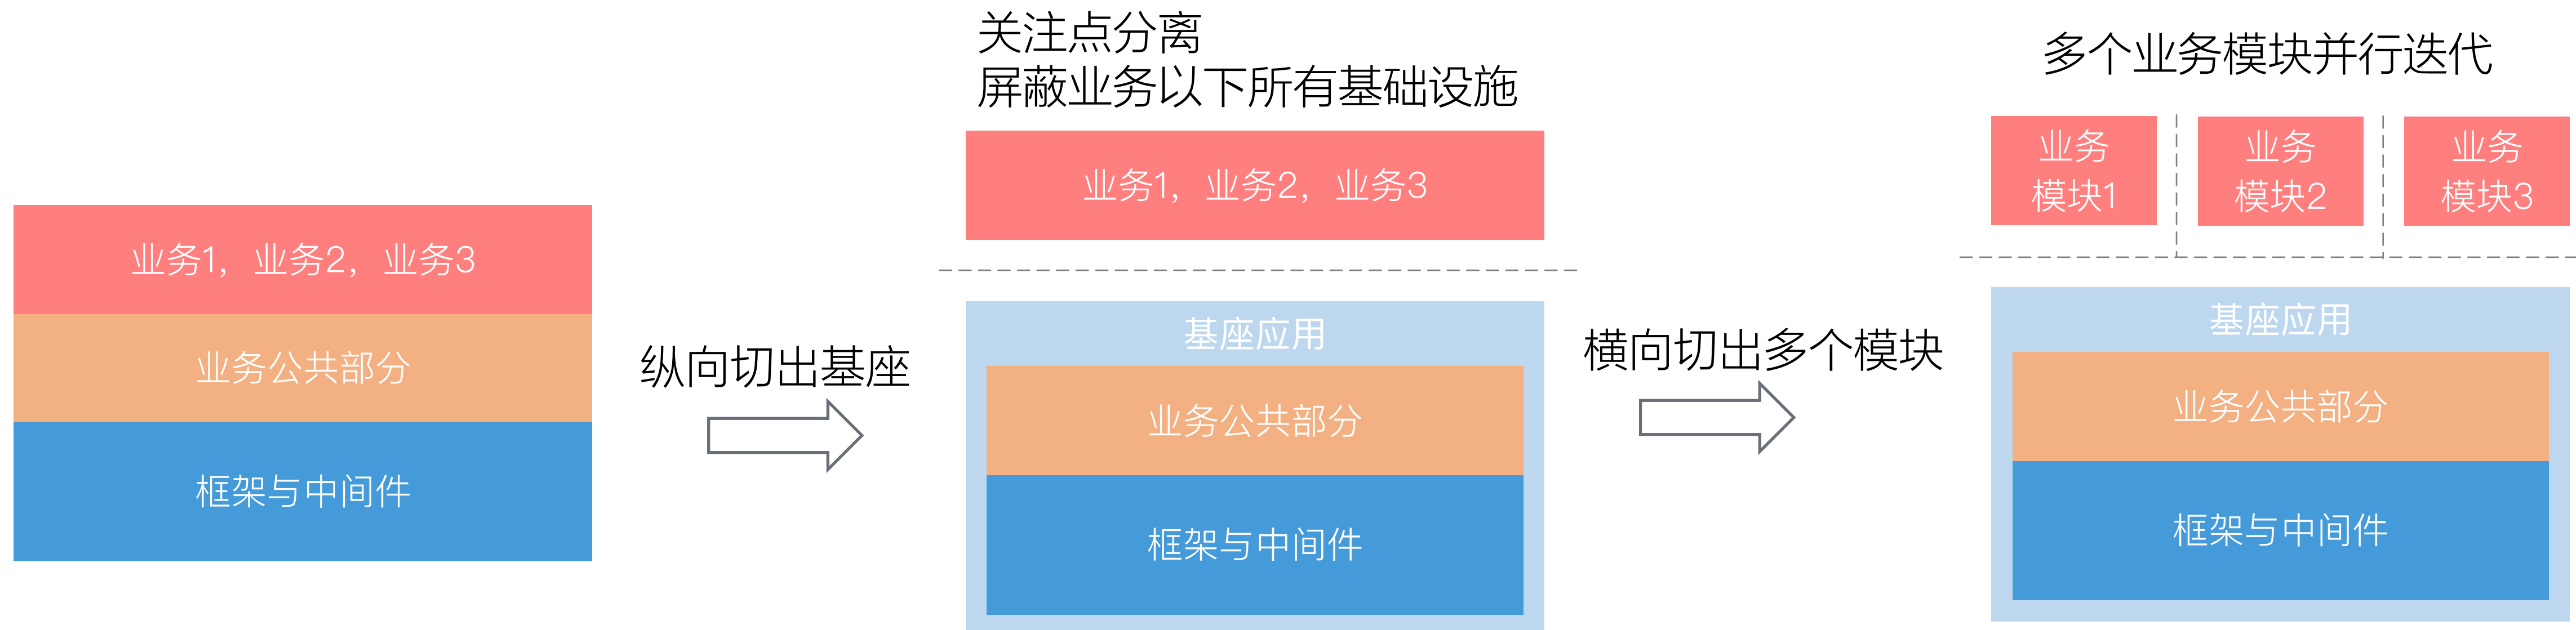 业务1，业务2，业务3
业务公共部分
框架与中间件
纵向切出基座
关注点分离
屏蔽业务以下所有基础设施
业务1，业务2，业务3
基座应用
业务公共部分
框架与中间件
横向切出多个模块
多个业务模块并行迭代
业务
模块1
业务
模块2
业务
模块3
基座应用
业务公共部分
框架与中间件